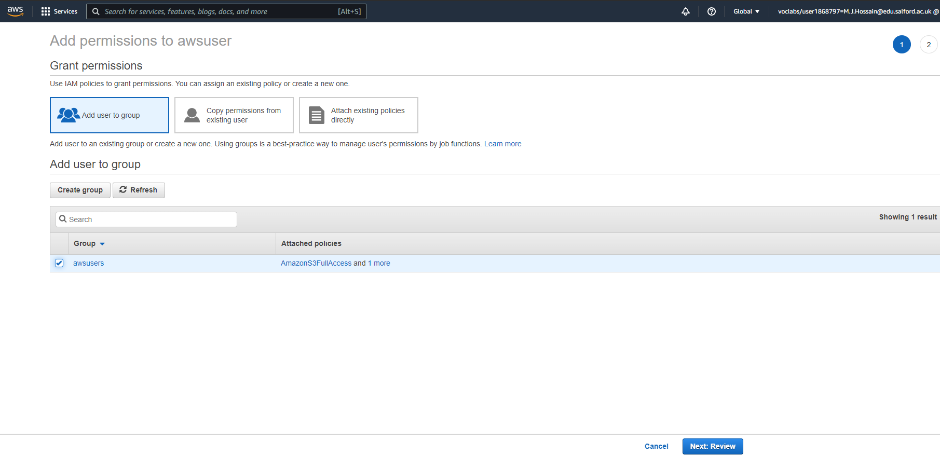 aws
Services
Search for services, features, blogs, docs, and more
[Alt+S]
Global
voclabs/user1868797=M.J.Hossain@edu.salford.ac.uk @
Add permissions to awsuser
1
2
Grant permissions
Use IAM policies to grant permissions. You can assign an existing policy or create a new one.
Add user to group
Copy permissions from
existing user
Attach existing policies
directly
Add user to an existing group or create a new one. Using groups is a best-practice way to manage user's permissions by job functions. Learn more
Add user to group
Create group
Refresh
Search
Showing 1 result
Group
Attached policies
awsusers
AmazonS3FullAccess and 1 more
Cancel
Next: Review